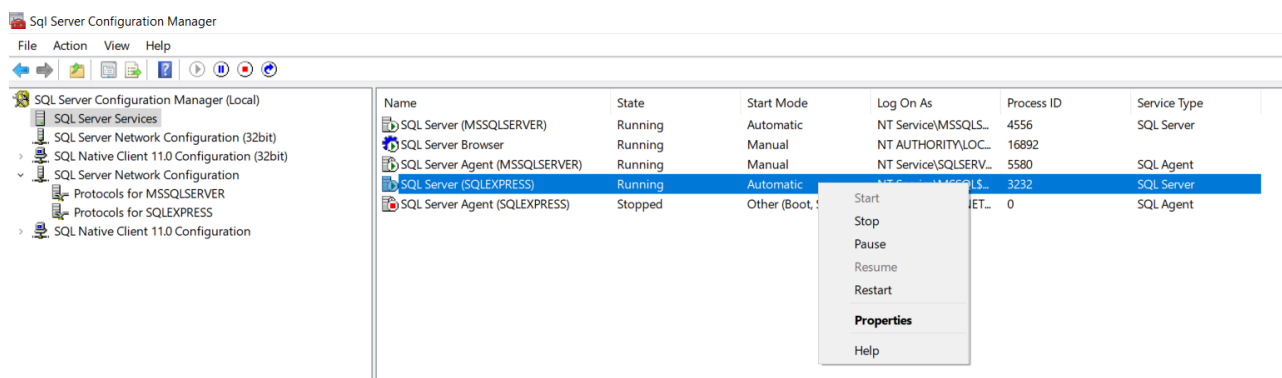 Sql Server Configuration Manager
File Action View Help
SQL Server Configuration Manager (Local)
SQL Server Services
SQL Server Network Configuration (32bit)
SQL Native Client 11.0 Configuration (32bit)
SQL Server Network Configuration
Protocols for MSSQLSERVER
Protocols for SQLEXPRESS
SQL Native Client 11.0 Configuration
Name State Start Mode Log On As Process ID Service Type
SQL Server (MSSQLSERVER) Running Automatic NT Service\MSSQLS... 4556 SQL Server
SQL Server Browser Running Manual NT AUTHORITY\LOC... 16892
SQL Server Agent (MSSQLSERVER) Running Manual NT Service\SQLSERV... 5580 SQL Agent
SQL Server (SQLEXPRESS) Running Automatic 3232 SQL Server
SQL Server Agent (SQLEXPRESS) Stopped Other (Boot, 0 SQL Agent
Start
Stop
Pause
Resume
Restart
Properties
Help